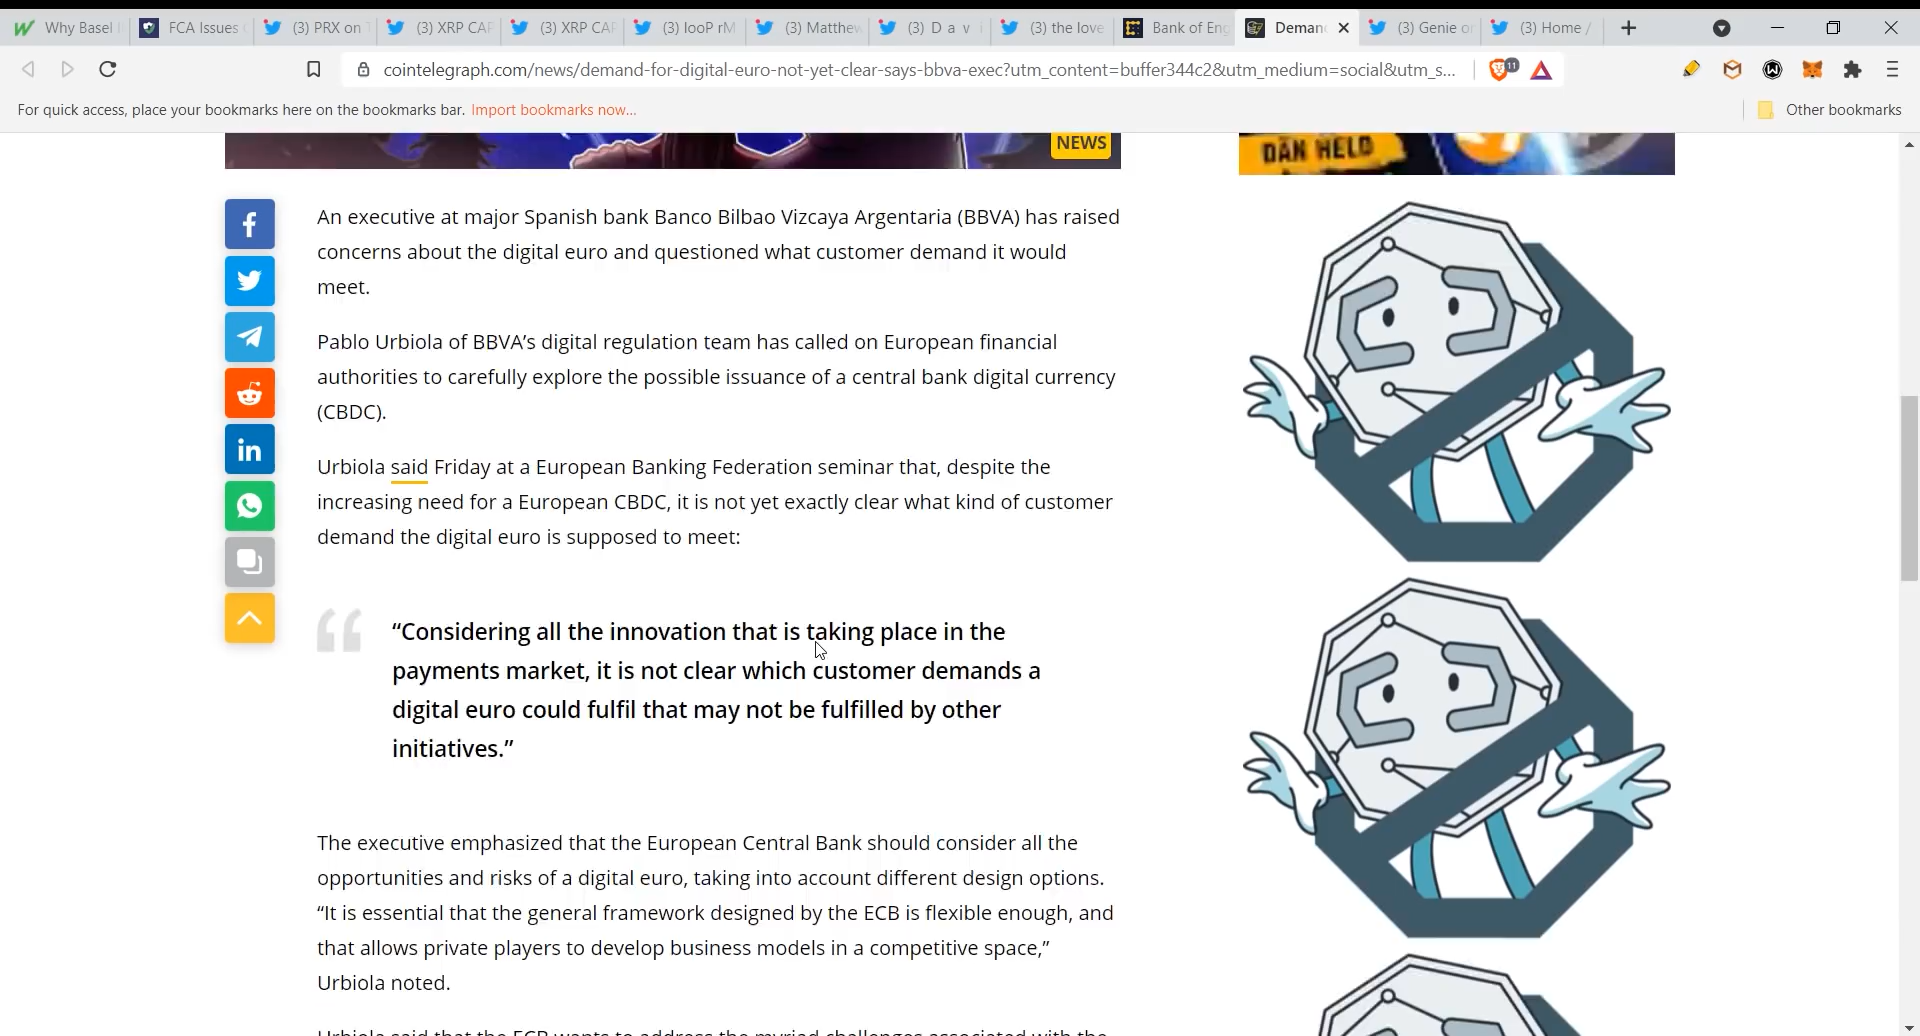 Why Basel
FCA Issues
(3) PRX on
(3) XRP CAP
(3) XRP CAP
(3) looP rM
(3) Matthew
(3) D a v
(3) the love
Bank of Eng
Deman
(3) Genie or
(3) Home /
cointelegraph.com/news/demand-for-digital-euro-not-yet-clear-says-bbva-exec?utm_content=buffer344c2&utm_medium=social&utm_s...
11
For quick access, place your bookmarks here on the bookmarks bar. Import bookmarks now...
Other bookmarks
NEWS
DAN HELD
An executive at major Spanish bank Banco Bilbao Vizcaya Argentaria (BBVA) has raised
concerns about the digital euro and questioned what customer demand it would
meet.
Pablo Urbiola of BBVA’s digital regulation team has called on European financial
authorities to carefully explore the possible issuance of a central bank digital currency
(CBDC).
Urbiola said Friday at a European Banking Federation seminar that, despite the
increasing need for a European CBDC, it is not yet exactly clear what kind of customer
demand the digital euro is supposed to meet:
“Considering all the innovation that is taking place in the
payments market, it is not clear which customer demands a
digital euro could fulfil that may not be fulfilled by other
initiatives.”
The executive emphasized that the European Central Bank should consider all the
opportunities and risks of a digital euro, taking into account different design options.
“It is essential that the general framework designed by the ECB is flexible enough, and
that allows private players to develop business models in a competitive space,”
Urbiola noted.
Urbiola said that the ECB wants to address the myriad challenges associated with the